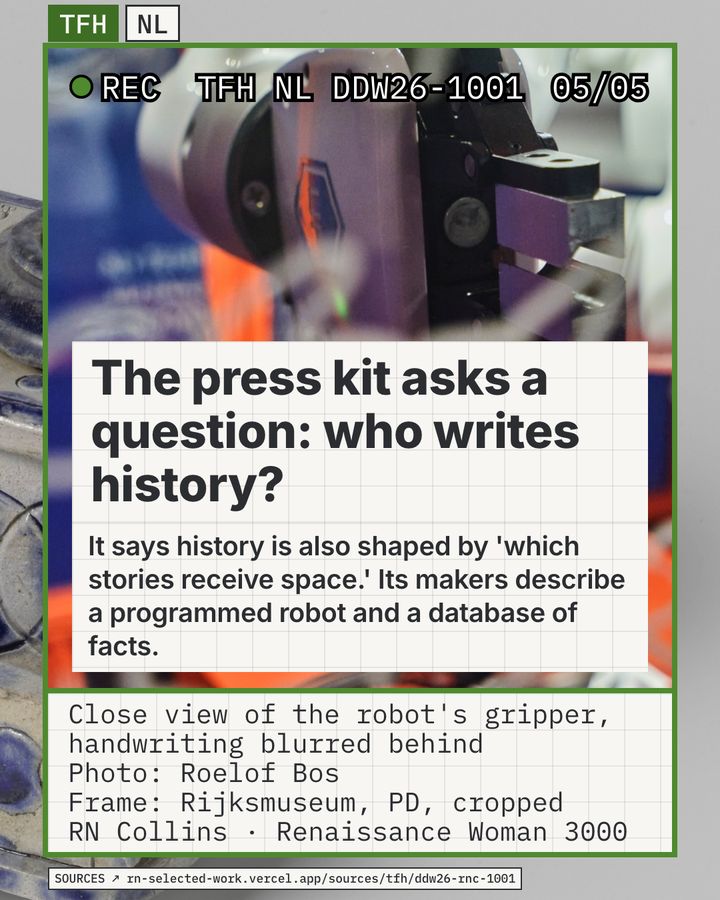 TFH NL
REC TFH NL DDW26-1001 05/05
The press kit asks a
question: who writes
history?
It says history is also shaped by 'which
stories receive space.' Its makers describe
a programmed robot and a database of
facts.
Close view of the robot's gripper,
handwriting blurred behind
Photo: Roelof Bos
Frame: Rijksmuseum, PD, cropped
RN Collins · Renaissance Woman 3000
SOURCES ↗ rn-selected-work.vercel.app/sources/tfh/ddw26-rnc-1001